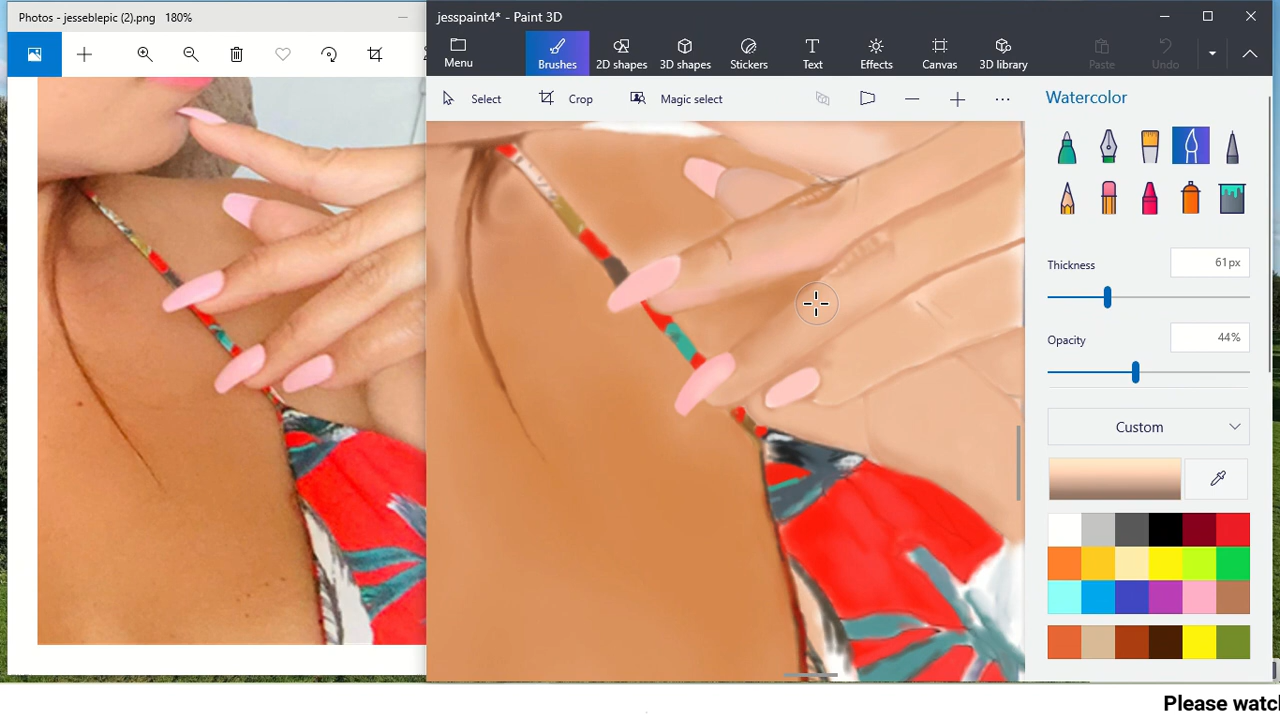 Photos - jesseblepic (2).png   180%
jesspaint4* - Paint 3D
Menu
Brushes
2D shapes
3D shapes
Stickers
Text
Effects
Canvas
3D library
Paste
Undo
Select
Crop
Magic select
Watercolor
Thickness
61px
Opacity
44%
Custom
Please watch